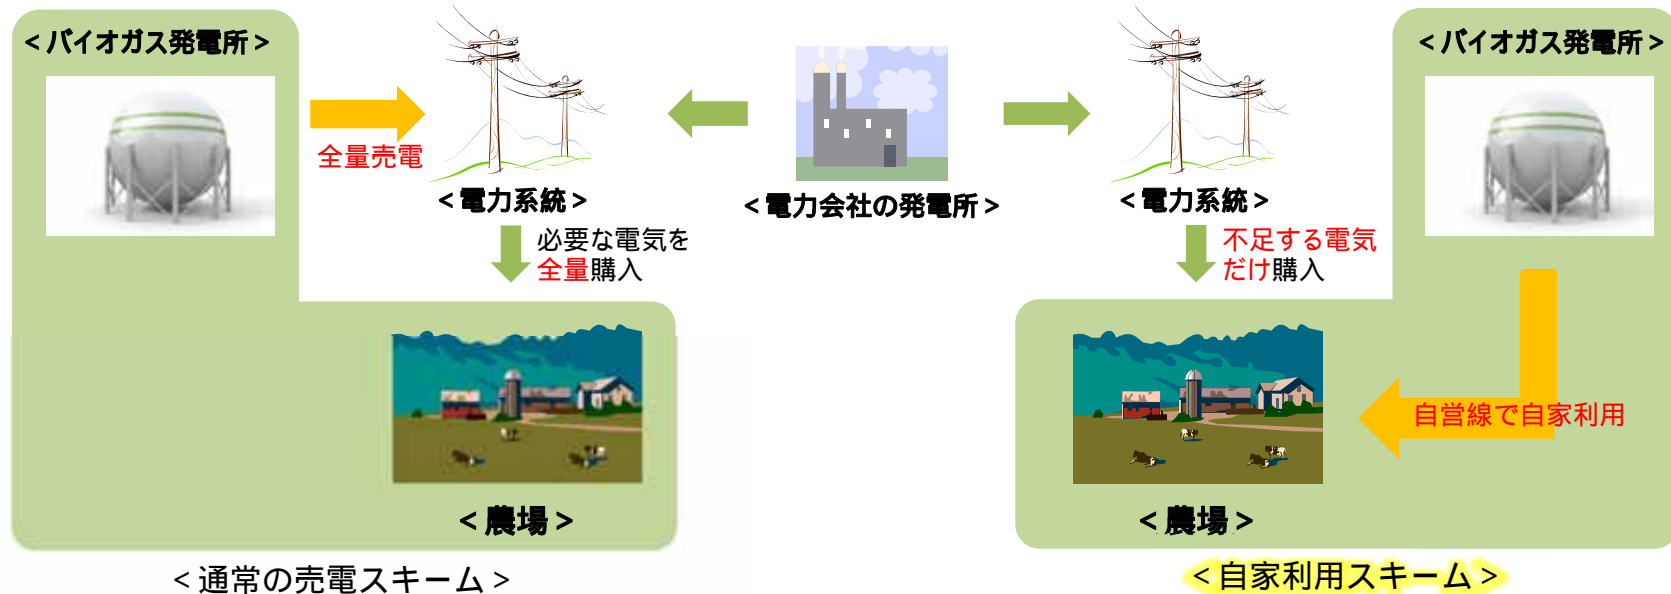 <バイオガス発電所>
全量売電
<電力系統>
必要な電気を
全量購入
<農場>
<通常の売電スキーム>
<電力会社の発電所>
<電力系統>
不足する電気
だけ購入
<バイオガス発電所>
自営線で自家利用
<農場>
<自家利用スキーム>